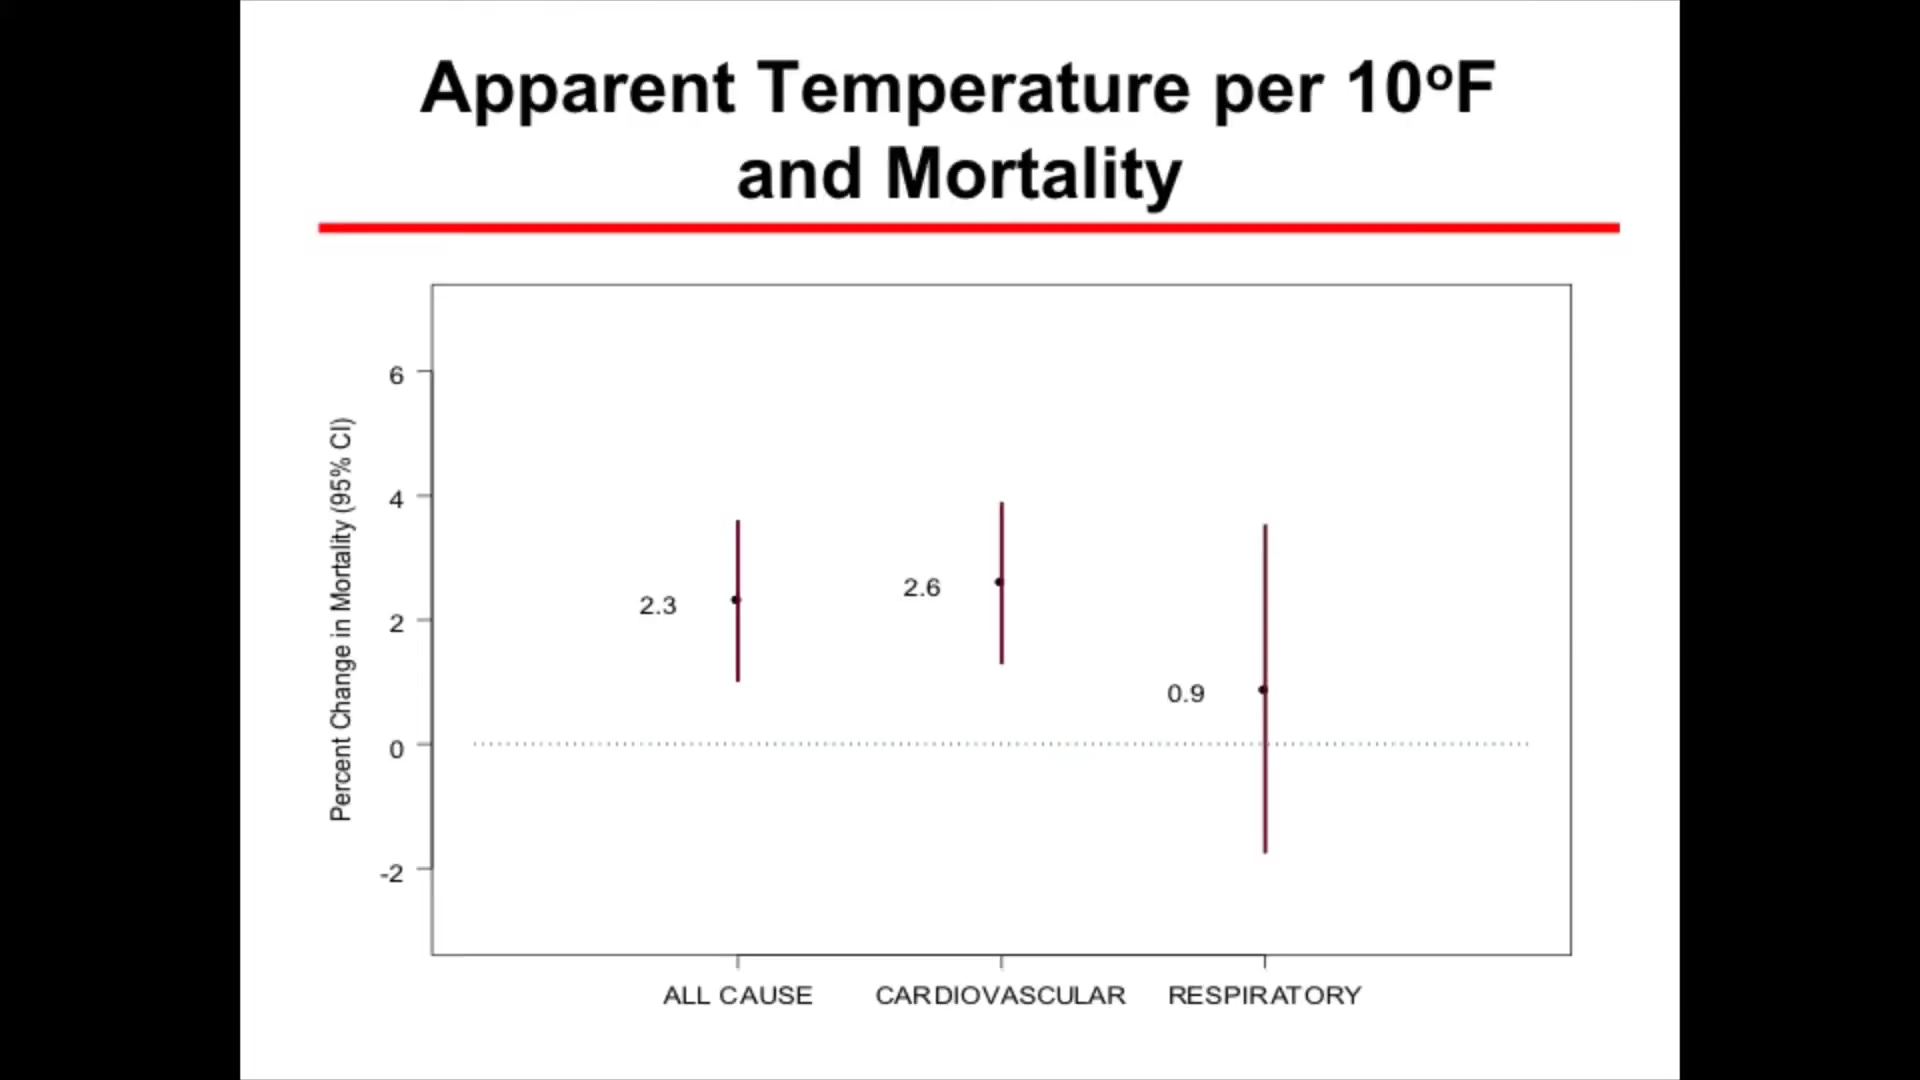 Apparent Temperature per 10ºF
and Mortality
Percent Change in Mortality (95% CI)
6
4
2
0
-2
2.3
2.6
0.9
ALL CAUSE
CARDIOVASCULAR
RESPIRATORY